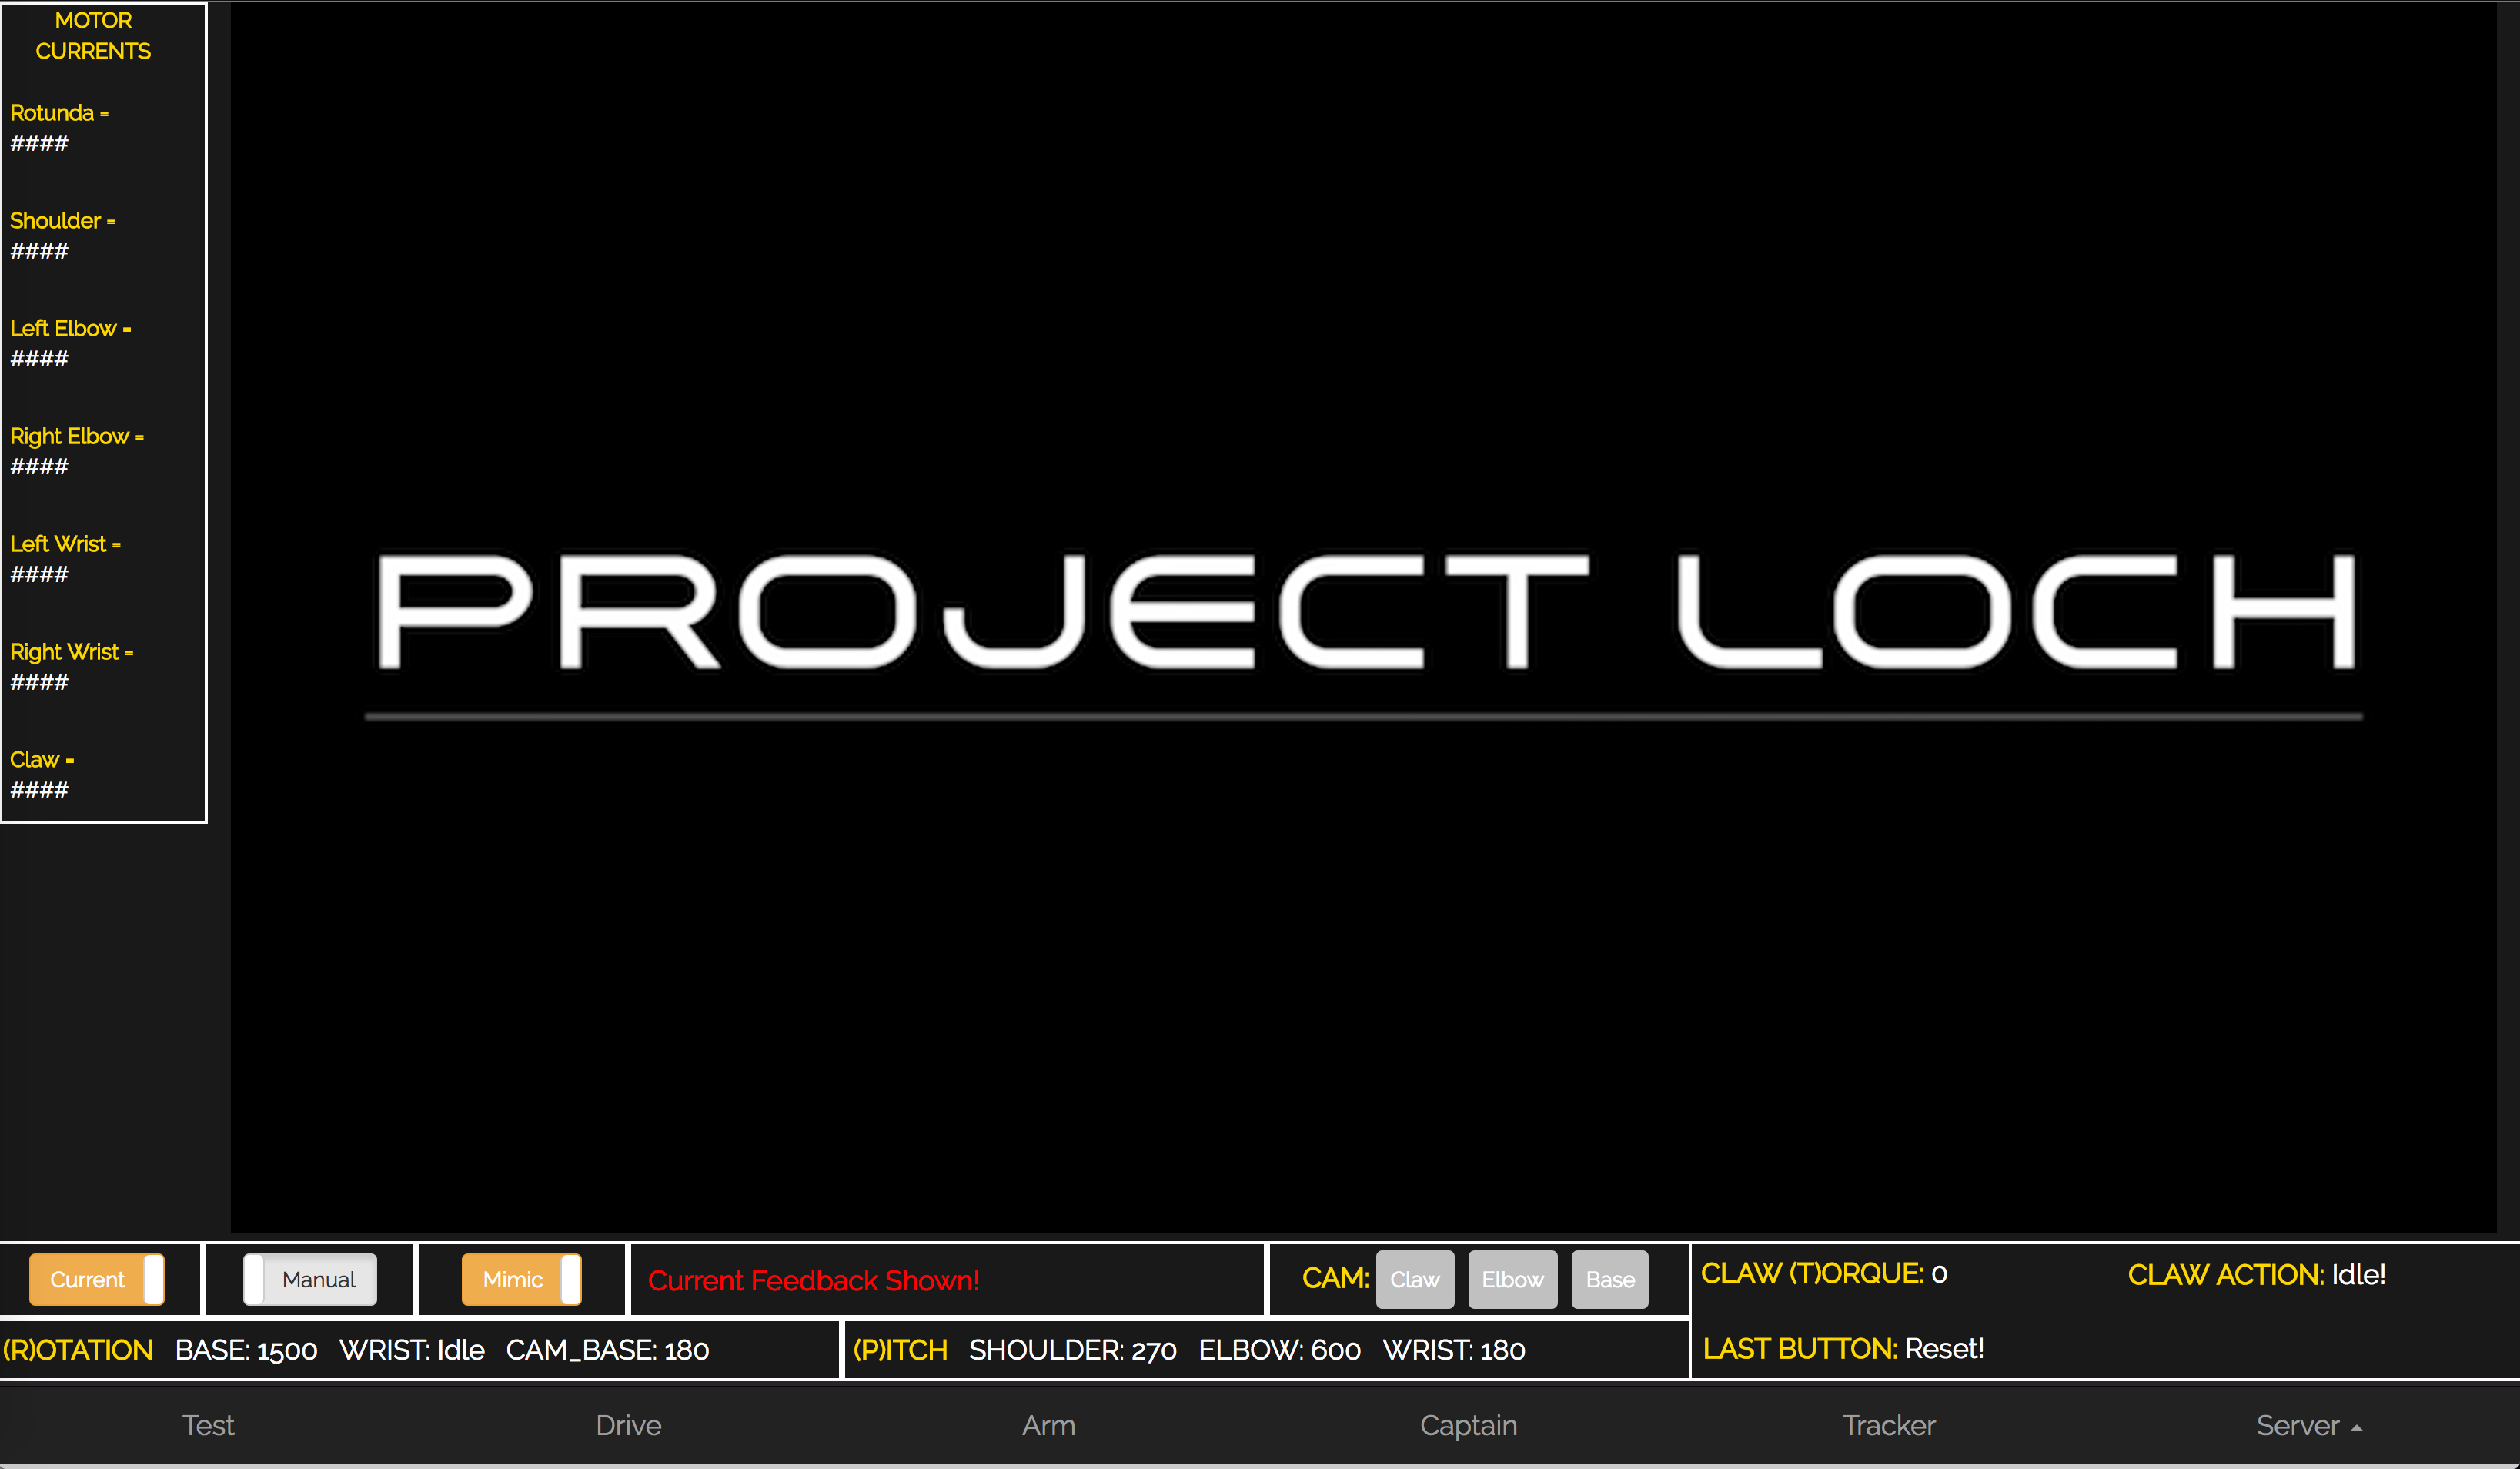 MOTOR
CURRENTS
Rotunda =
####
Shoulder =
####
Left Elbow =
####
Right Elbow =
####
Left Wrist =
####
Right Wrist =
####
Claw =
####
PROJECT LOCH
Current
Manual
Mimic
Current Feedback Shown!
CAM: Claw Elbow Base
CLAW (T)ORQUE: 0
CLAW ACTION: Idle!
(R)OTATION BASE: 1500 WRIST: Idle CAM_BASE: 180
(P)ITCH SHOULDER: 270 ELBOW: 600 WRIST: 180
LAST BUTTON: Reset!
Test
Drive
Arm
Captain
Tracker
Server